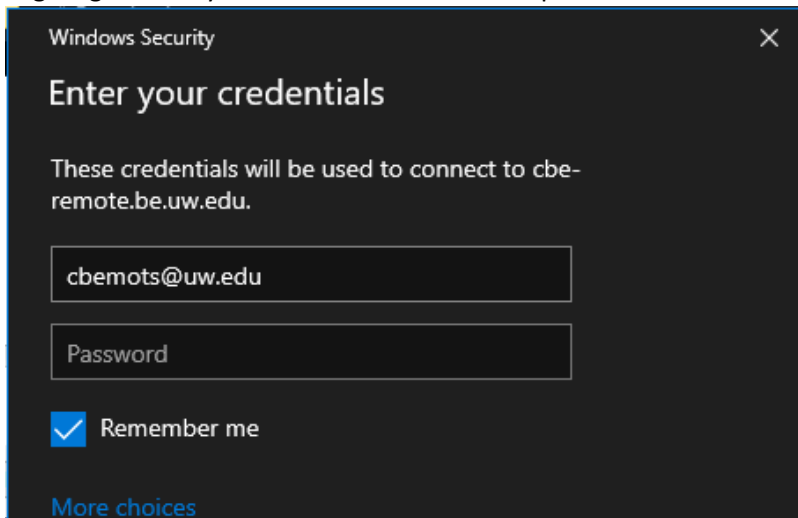 Windows Security
Enter your credentials
These credentials will be used to connect to cbe-
remote.be.uw.edu.
cbemots@uw.edu
Password
Remember me
More choices